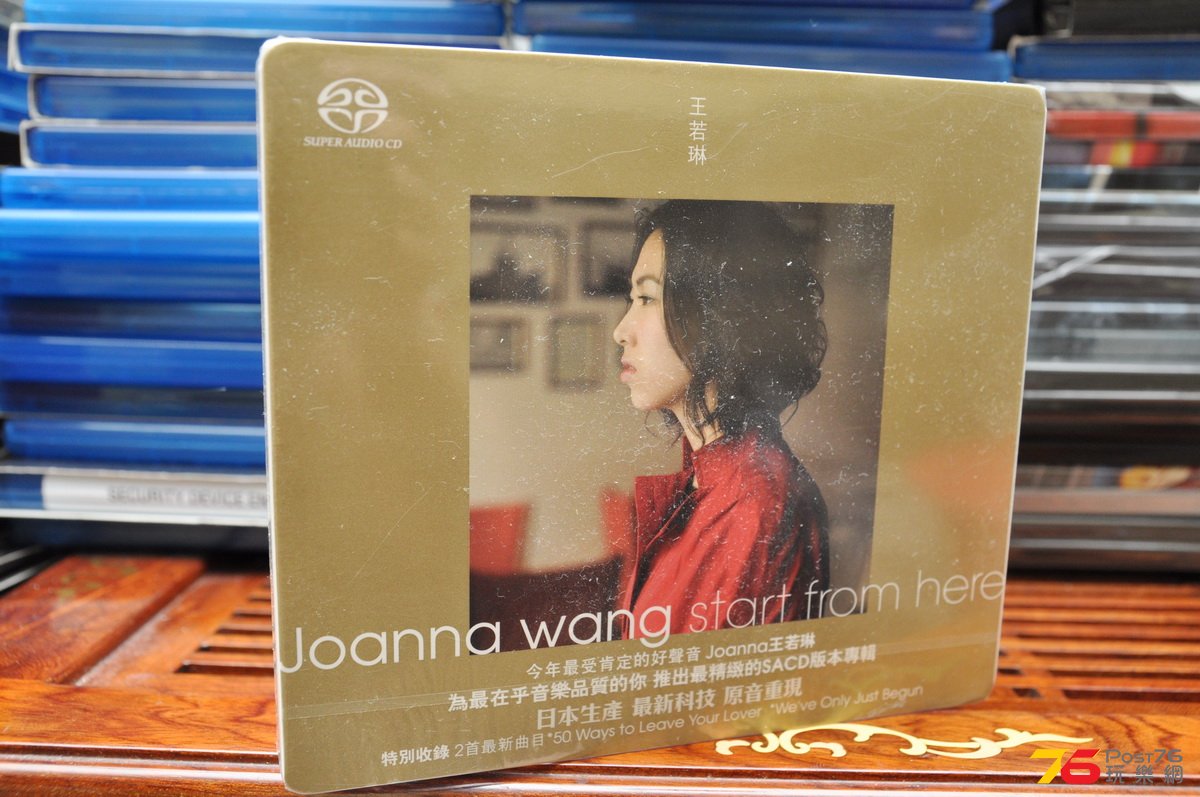 SUPER AUDIO CD
王若琳
SECURITY DEVICE EN
Joanna wang start from here
今年最受肯定的好聲音 Joanna王若琳
為最在乎音樂品質的你 推出最精緻的SACD版本專輯
日本生產 最新科技 原音重現
特別收錄 2首最新曲目*50 Ways to Leave Your Lover *We've Only Just Begun
76 POST76
玩樂網